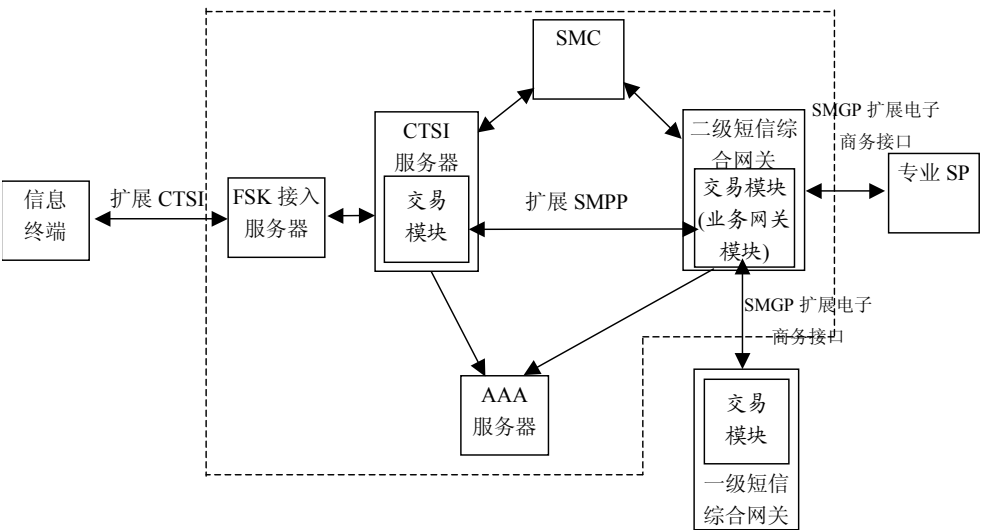 SMC
SMGP 扩展电子
商务接口
CTSI
服务器
二级短信综
合网关
专业 SP
信息
终端
扩展 CTSI
FSK 接入
服务器
交易
模块
扩展 SMPP
交易模块
(业务网关
模块)
SMGP 扩展电子
商务接口
AAA
服务器
交易
模块
一级短信
综合网关